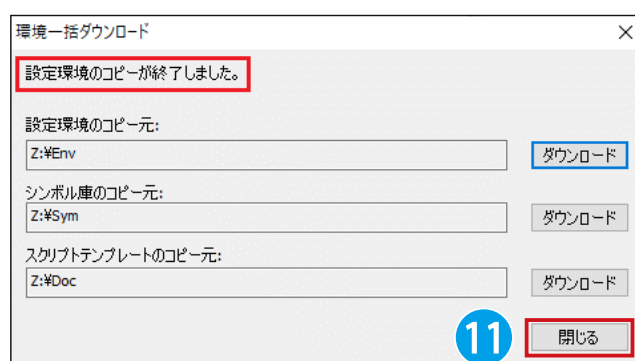 環境一括ダウンロード
設定環境のコピーが終了しました。
設定環境のコピー元:
Z:¥Env ダウンロード
シンボル庫のコピー元:
Z:¥Sym ダウンロード
スクリプトテンプレートのコピー元:
Z:¥Doc ダウンロード
11 閉じる